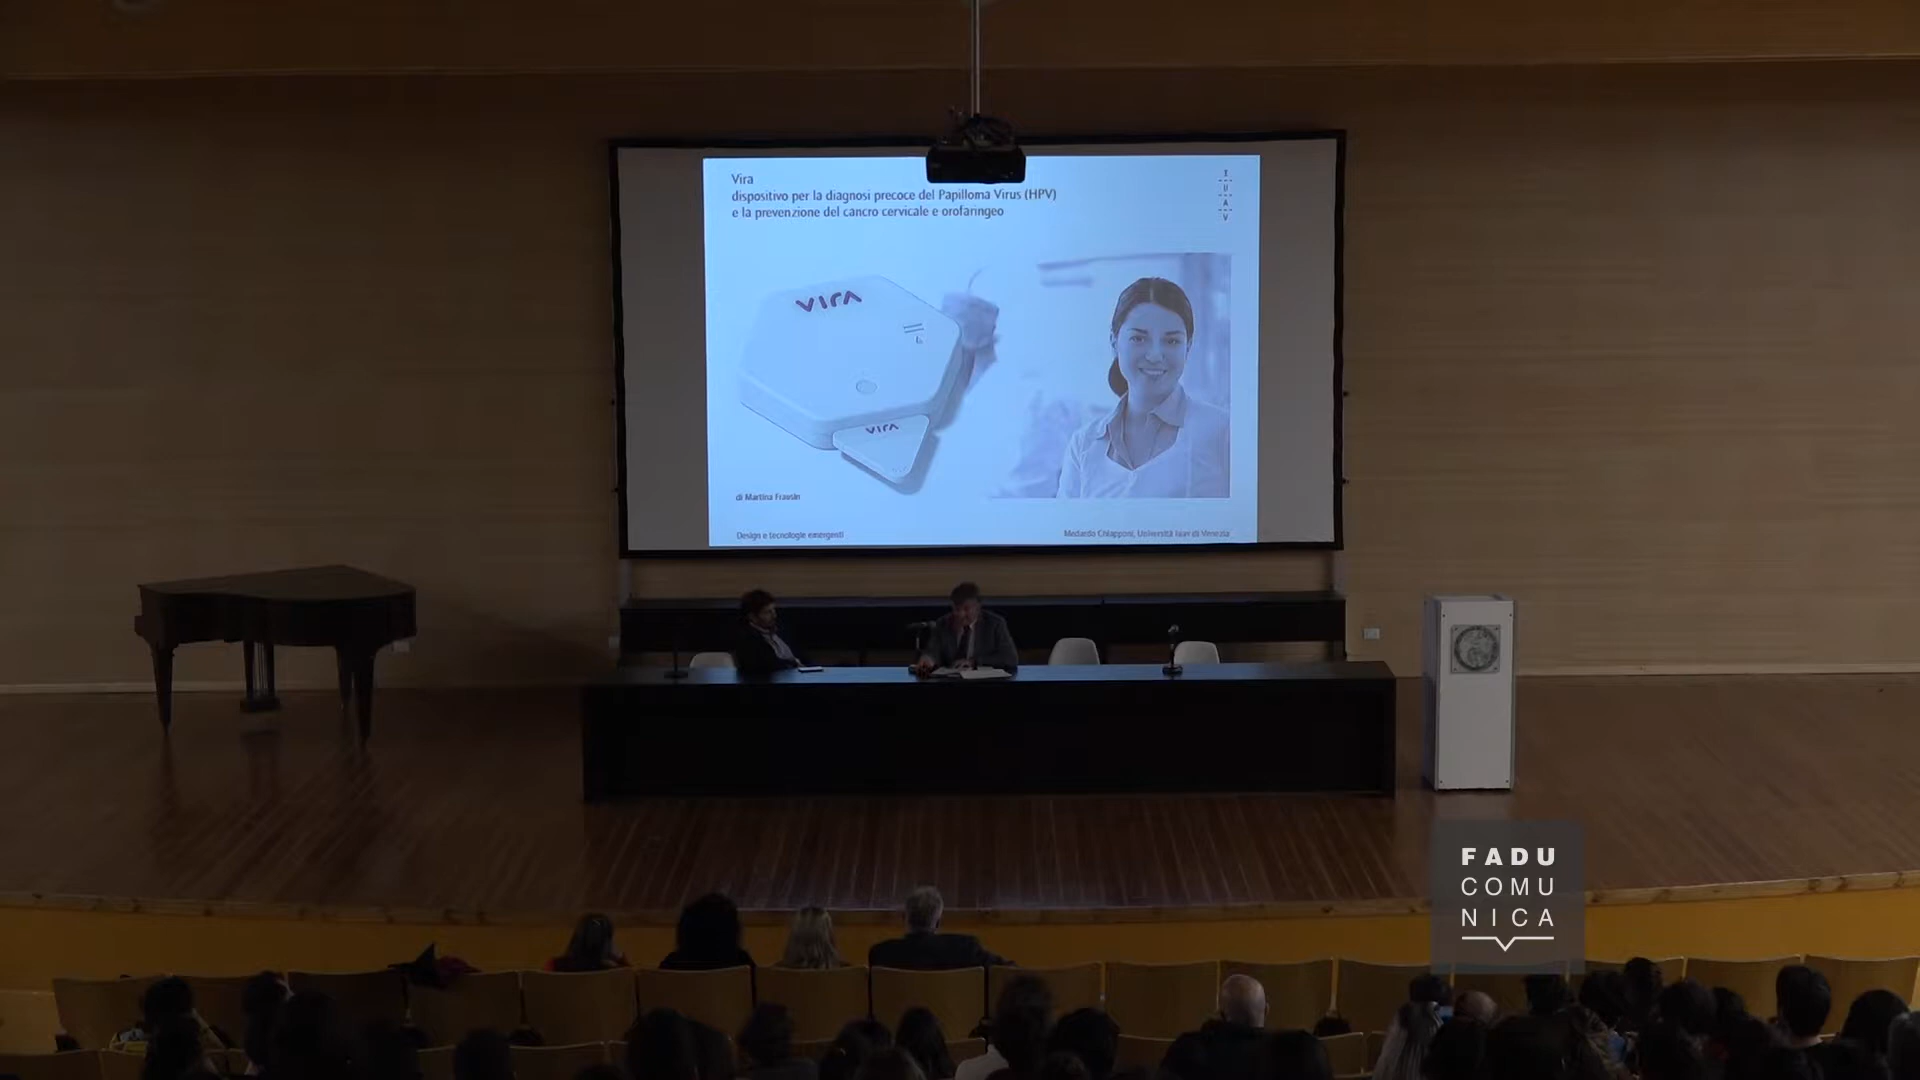 Vira
dispositivo per la diagnosi precoce del Papilloma Virus (HPV)
e la prevenzione del cancro cervicale e orofaringeo
I
U
A
V
VIRA
VIRA
di Martina Frausin
Design e tecnologie emergenti
Medardo Chiapponi, Università Iuav di Venezia
FADU
COMU
NICA